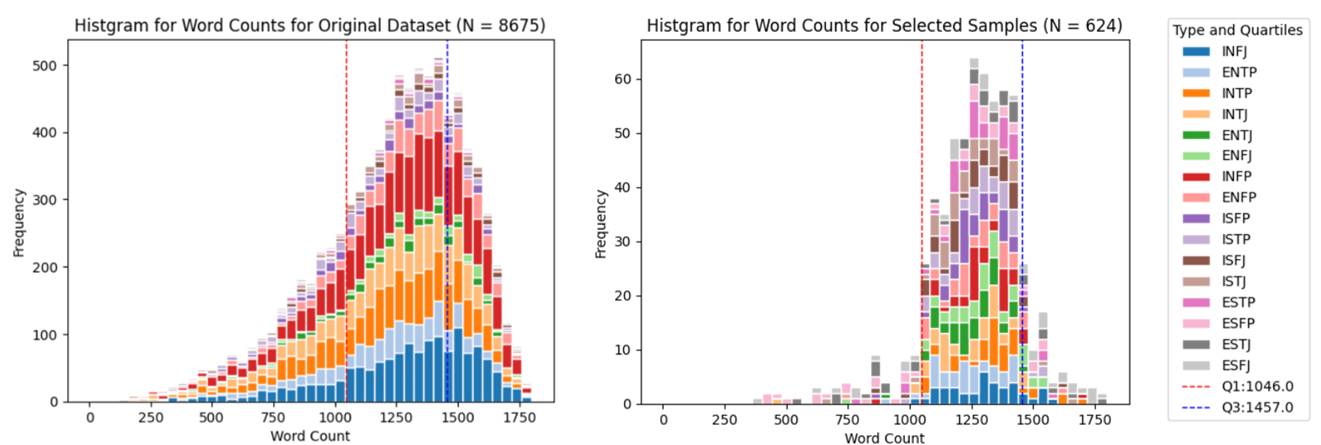 Histgram for Word Counts for Original Dataset (N = 8675)
Frequency
500
400
300
200
100
0
0
250
500
750
1000
1250
1500
1750
Word Count
Histgram for Word Counts for Selected Samples (N = 624)
Frequency
60
50
40
30
20
10
0
0
250
500
750
1000
1250
1500
1750
Word Count
Type and Quartiles
INFJ
ENTP
INTP
INTJ
ENTJ
ENFJ
INFP
ENFP
ISFP
ISTP
ISFJ
ISTJ
ESTP
ESFP
ESTJ
ESFJ
Q1:1046.0
Q3:1457.0